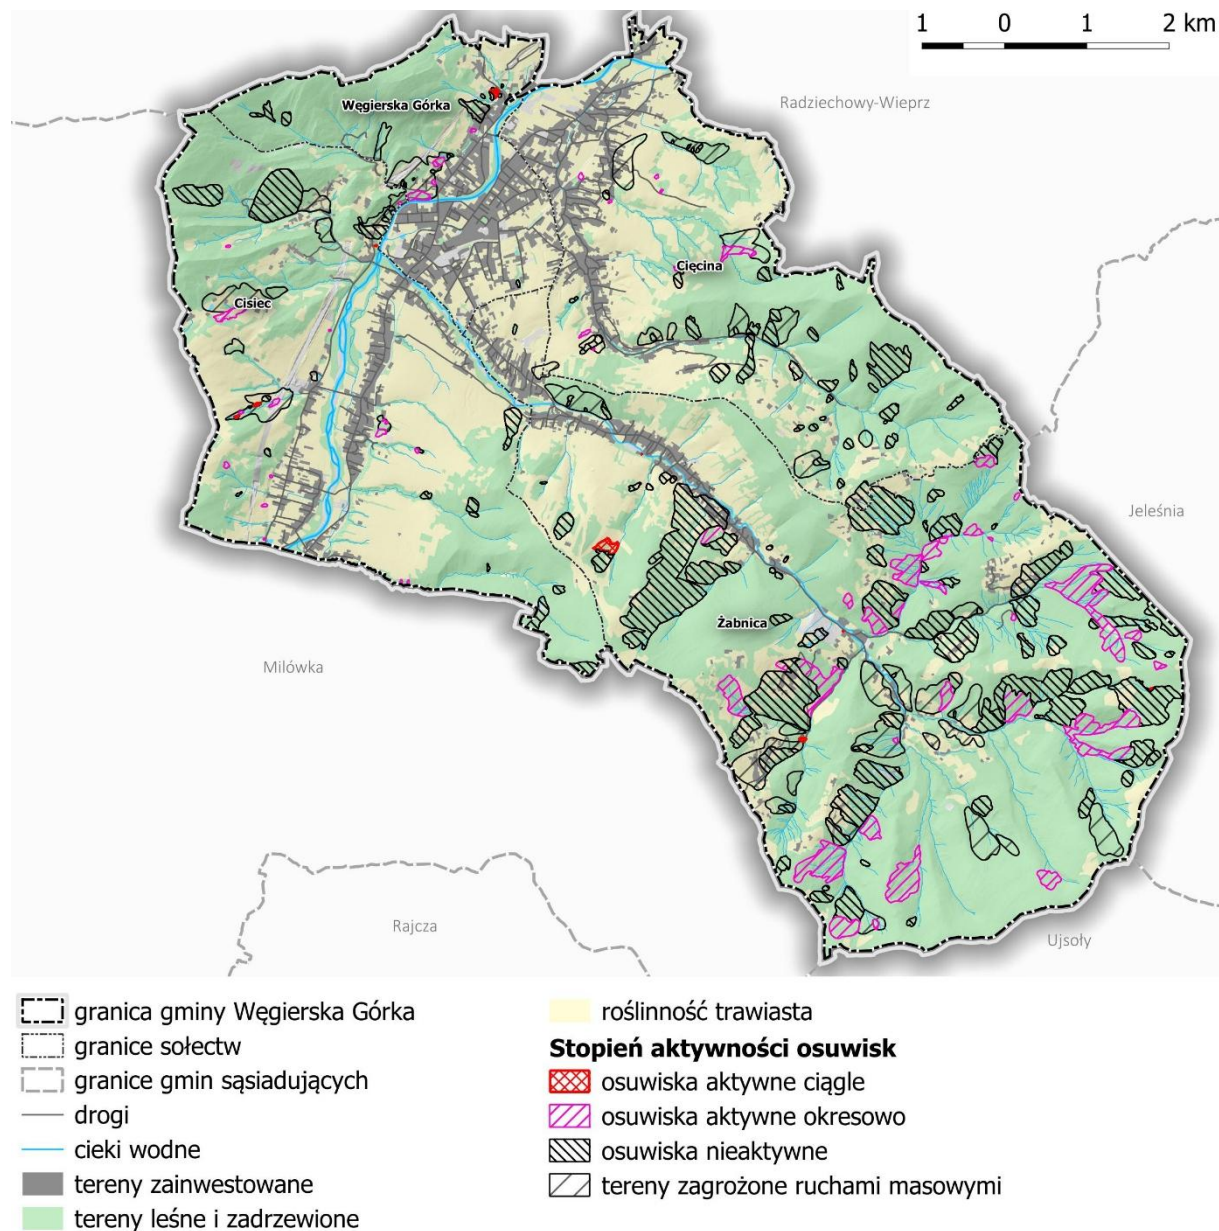 1 0 1 2 km
Radziechowy-Wieprz
Węgierska Górka
Cięcina
Cisiec
Jeleśnia
Żabnica
Milówka
Rajcza
Ujsoły
granica gminy Węgierska Górka
granice sołectw
granice gmin sąsiadujących
drogi
cieki wodne
tereny zainwestowane
tereny leśne i zadrzewione
roślinność trawiasta
Stopień aktywności osuwisk
osuwiska aktywne ciągle
osuwiska aktywne okresowo
osuwiska nieaktywne
tereny zagrożone ruchami masowymi